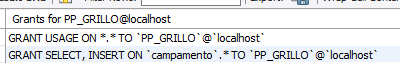 Grants for PP_GRILLO@localhost
GRANT USAGE ON *.* TO `PP_GRILLO`@`localhost`
GRANT SELECT, INSERT ON `campamento`.* TO `PP_GRILLO`@`localhost`